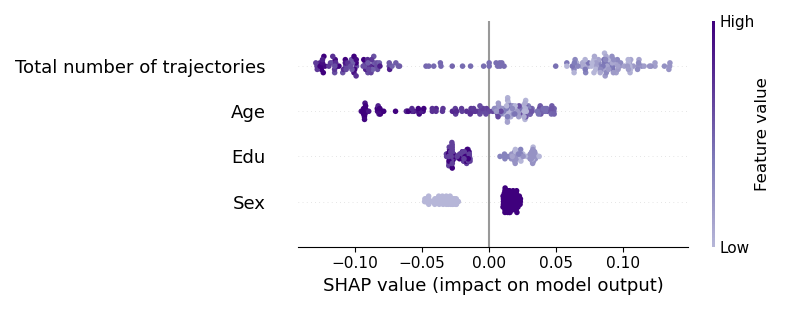 High
Total number of trajectories
Age
Edu
Sex
Feature value
Low
−0.10 −0.05 0.00 0.05 0.10
SHAP value (impact on model output)